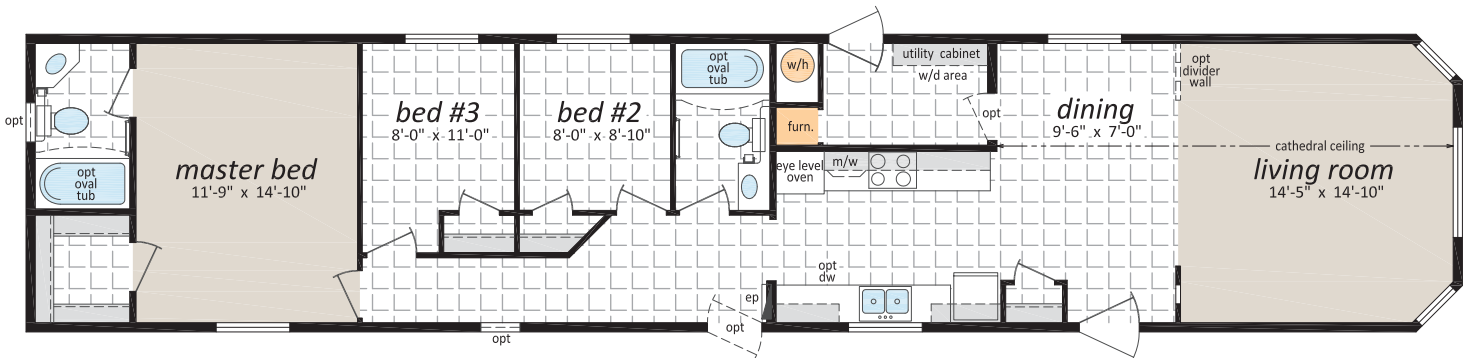 opt
opt
oval
tub
master bed
11'-9" x 14'-10"
bed #3
8'-0" x 11'-0"
bed #2
8'-0" x 8'-10"
opt
oval
tub
w/h
furn.
utility cabinet
w/d area
opt
eye level
oven
m/w
dining
9'-6" x 7'-0"
opt
divider
wall
cathedral ceiling
living room
14'-5" x 14'-10"
opt
dw
ep
opt
opt